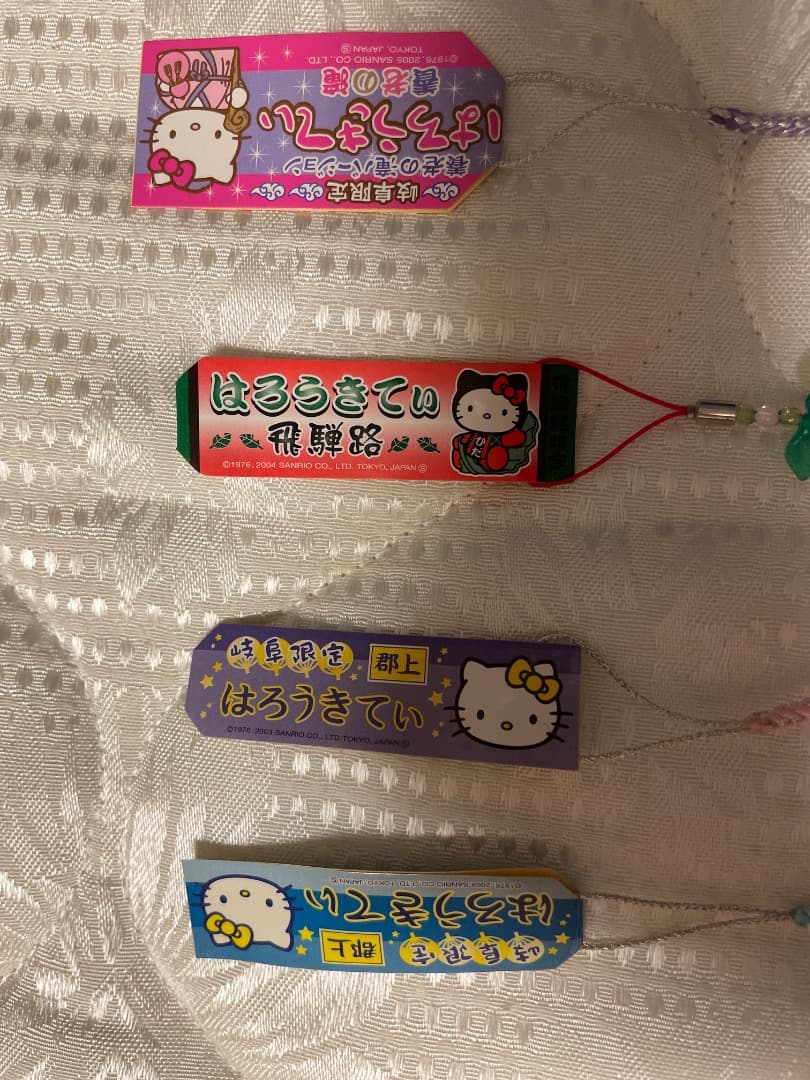 岐阜限定
養老の滝バージョン
はろうきてぃ
養老の滝
©1976, 2005 SANRIO CO., LTD.
TOKYO, JAPAN Ⓢ
はろうきてぃ
飛騨路
ひだ
©1976, 2004 SANRIO CO., LTD. TOKYO, JAPAN Ⓢ
岐阜限定
郡上
はろうきてぃ
©1976, 2003 SANRIO CO., LTD. TOKYO, JAPAN Ⓢ
岐阜限定
郡上
はろうきてぃ
©1976, 2004 SANRIO CO., LTD.
TOKYO, JAPAN Ⓢ